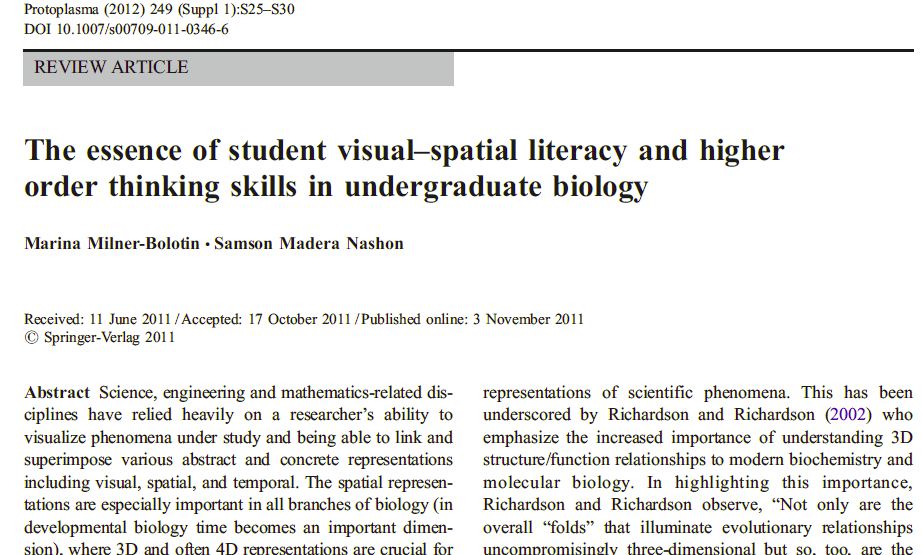 Protoplasma (2012) 249 (Suppl 1):S25–S30
DOI 10.1007/s00709-011-0346-6
REVIEW ARTICLE
The essence of student visual–spatial literacy and higher
order thinking skills in undergraduate biology
Marina Milner-Bolotin · Samson Madera Nashon
Received: 11 June 2011 / Accepted: 17 October 2011 / Published online: 3 November 2011
© Springer-Verlag 2011
Abstract Science, engineering and mathematics-related dis-
ciplines have relied heavily on a researcher’s ability to
visualize phenomena under study and being able to link and
superimpose various abstract and concrete representations
including visual, spatial, and temporal. The spatial represen-
tations are especially important in all branches of biology (in
developmental biology time becomes an important dimen-
sion), where 3D and often 4D representations are crucial for
representations of scientific phenomena. This has been
underscored by Richardson and Richardson (2002) who
emphasize the increased importance of understanding 3D
structure/function relationships to modern biochemistry and
molecular biology. In highlighting this importance,
Richardson and Richardson observe, “Not only are the
overall “folds” that illuminate evolutionary relationships
uncompromisingly three-dimensional but so, too, are the